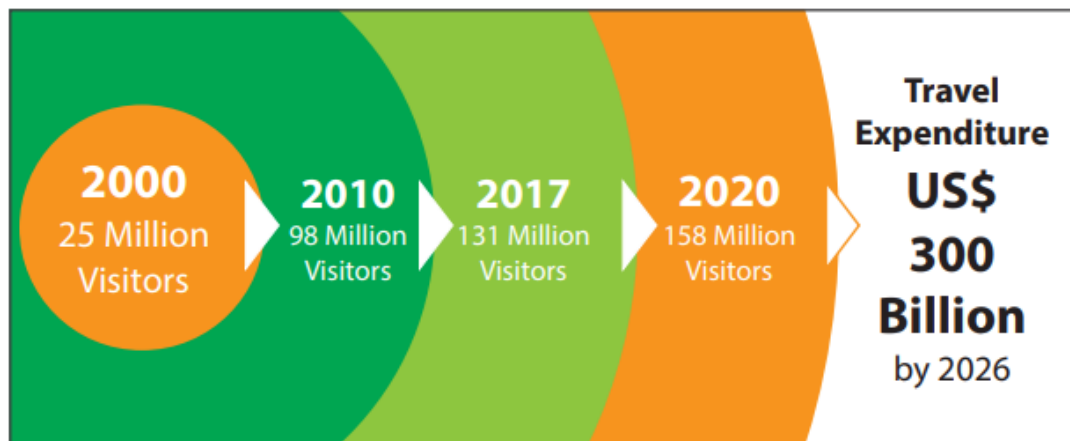 2000
25 Million
Visitors
2010
98 Million
Visitors
2017
131 Million
Visitors
2020
158 Million
Visitors
Travel
Expenditure
US$
300
Billion
by 2026